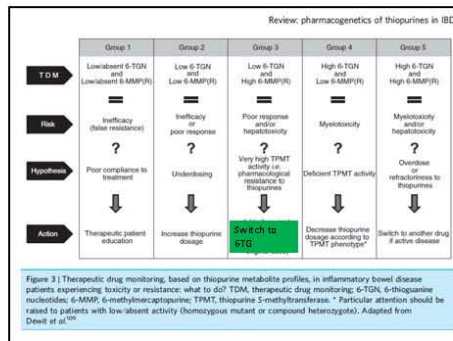 Review: pharmacogenetics of thiopurines in IBD
Group 1
Group 2
Group 3
Group 4
Group 5
TDM
Low/absent 6-TGN
and
Low/absent 6-MMP(R)
Low 6-TGN
and
Low 6-MMP(R)
Low 6-TGN
and
High 6-MMP(R)
High 6-TGN
and
Low 6-MMP(R)
High 6-TGN
and
High 6-MMP(R)
= = = = =
Risk
Inefficacy
(false resistance)
Inefficacy
or
poor response
Poor response
and/or
hepatotoxicity
Myelotoxicity
Myelotoxicity
and/or
hepatotoxicity
? ? ? ? ?
Hypothesis
Poor compliance to
treatment
Underdosing
Very high TPMT
activity i.e.
pharmacological
resistance to
thiopurines
Deficient TPMT activity
Overdose
or
refractoriness to
thiopurines
Action
Therapeutic patient
education
Increase thiopurine
dosage
Switch to
6TG
Decrease thiopurine
dosage according to
TPMT phenotype*
Switch to another drug
if active disease
Figure 3 | Therapeutic drug monitoring, based on thiopurine metabolite profiles, in inflammatory bowel disease
patients experiencing toxicity or resistance: what to do? TDM, therapeutic drug monitoring; 6-TGN, 6-thioguanine
nucleotides; 6-MMP, 6-methylmercaptopurine; TPMT, thiopurine S-methyltransferase. * Particular attention should be
raised to patients with low/absent activity (homozygous mutant or compound heterozygote). Adapted from
Dewit et al.¹⁰⁹